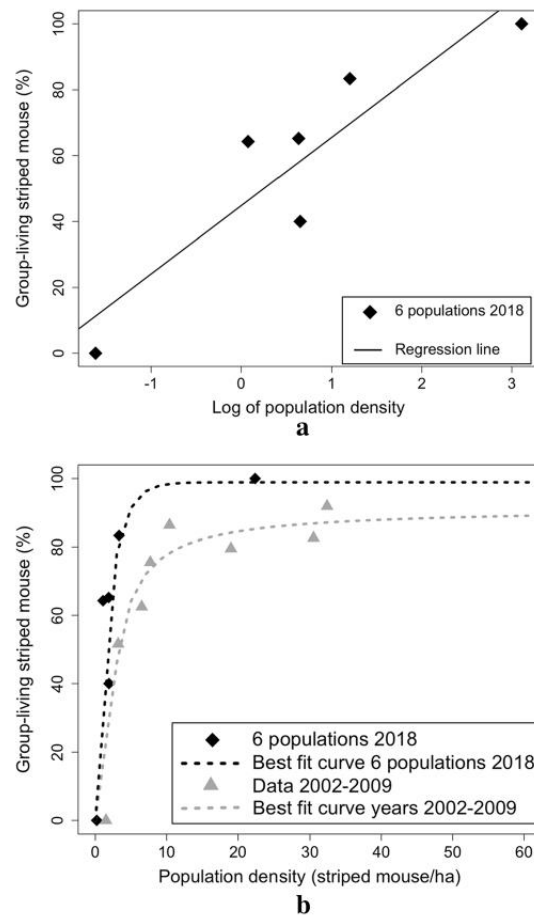 100
80
60
40
20
0
Group-living striped mouse (%)
6 populations 2018
Regression line
-1 0 1 2 3
Log of population density
a
100
80
60
40
20
0
Group-living striped mouse (%)
6 populations 2018
Best fit curve 6 populations 2018
Data 2002-2009
Best fit curve years 2002-2009
0 10 20 30 40 50 60
Population density (striped mouse/ha)
b